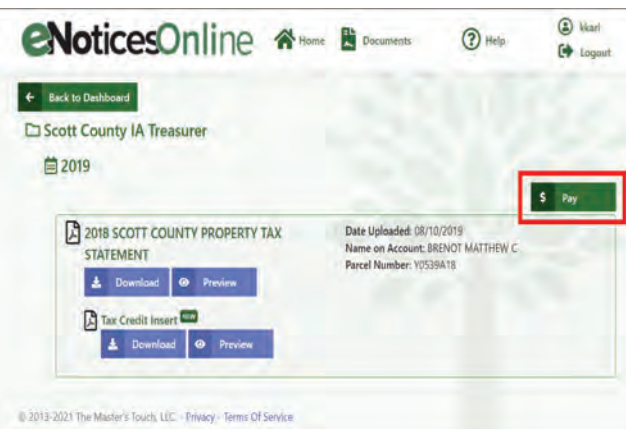 eNoticesOnline Home Documents Help kkarl
Logout
Back to Dashboard
Scott County IA Treasurer
2019
$ Pay
2018 SCOTT COUNTY PROPERTY TAX
STATEMENT
Date Uploaded: 08/10/2019
Name on Account: BRENOT MATTHEW C
Parcel Number: Y0539A18
Download Preview
Tax Credit Insert NEW
Download Preview
© 2013-2021 The Master's Touch, LLC. - Privacy - Terms Of Service